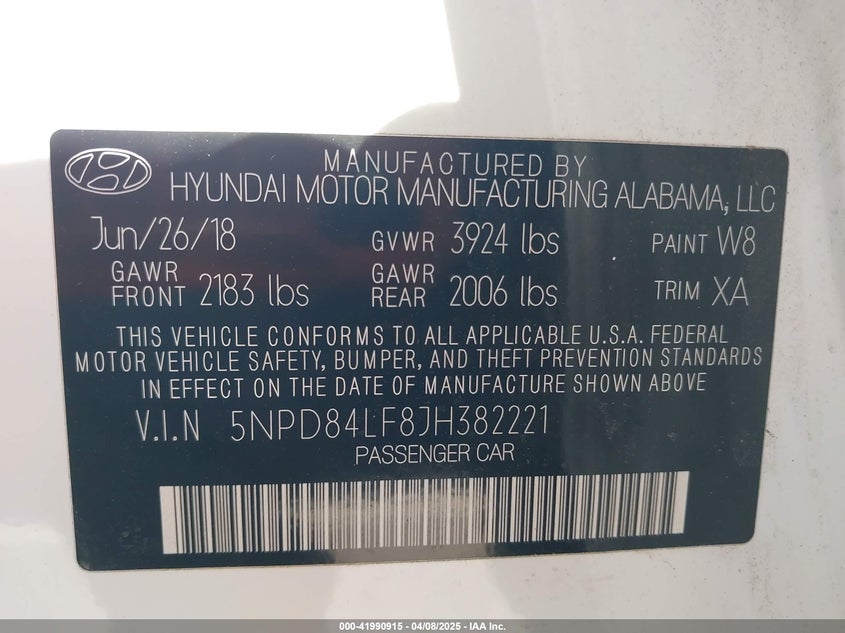 MANUFACTURED BY
HYUNDAI MOTOR MANUFACTURING ALABAMA, LLC
Jun/26/18 GVWR 3924 lbs PAINT W8
GAWR FRONT 2183 lbs GAWR REAR 2006 lbs TRIM XA
THIS VEHICLE CONFORMS TO ALL APPLICABLE U.S.A. FEDERAL
MOTOR VEHICLE SAFETY, BUMPER, AND THEFT PREVENTION STANDARDS
IN EFFECT ON THE DATE OF MANUFACTURE SHOWN ABOVE
V.I.N 5NPD84LF8JH382221
PASSENGER CAR
000-41990915 - 04/08/2025 - IAA Inc.